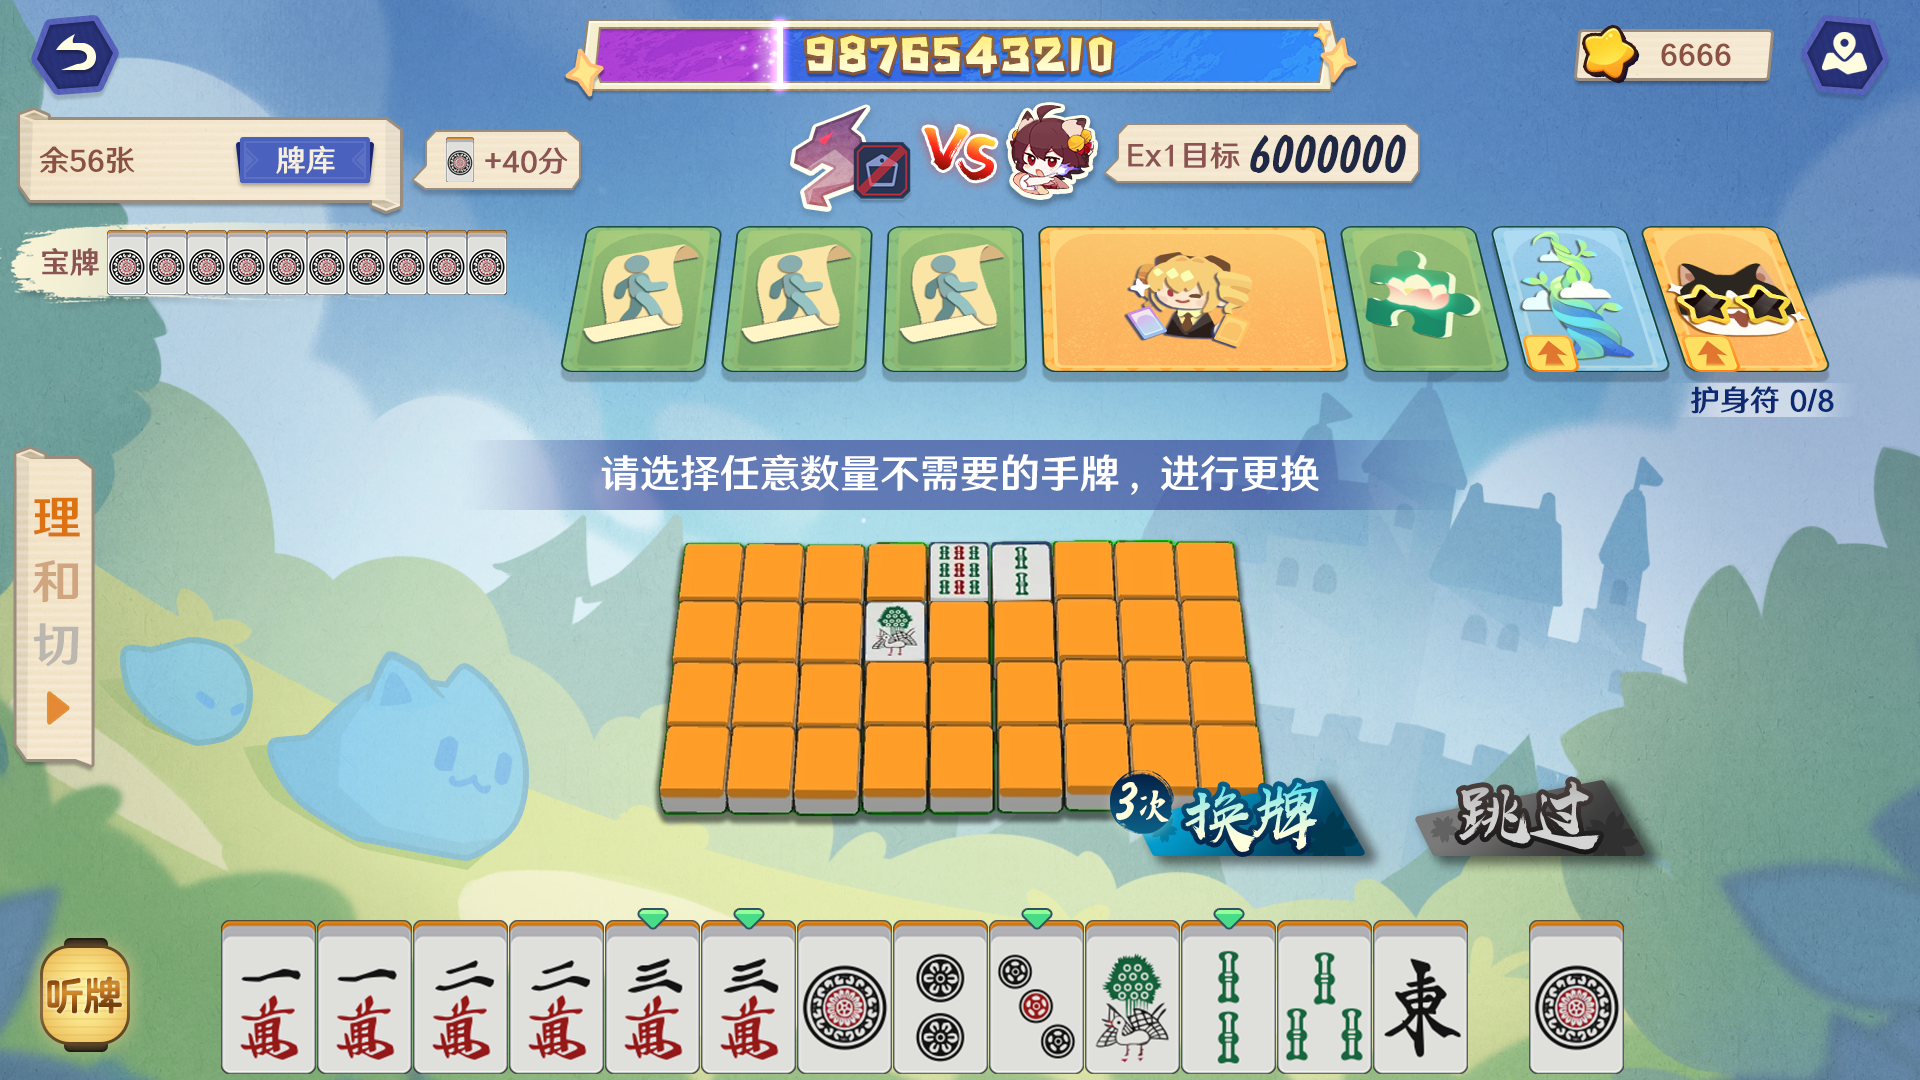 9876543210
6666
余56张
牌库
+40分
VS
Ex1目标 6000000
宝牌
护身符 0/8
请选择任意数量不需要的手牌，进行更换
理
和
切
3次 换牌
跳过
听牌
一萬 一萬 二萬 二萬 三萬 三萬 東